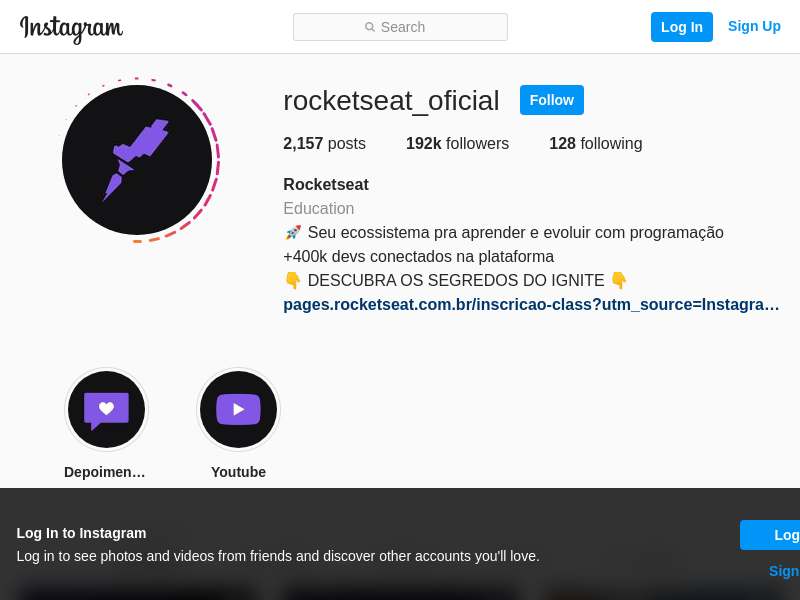 Instagram
Search
Log In
Sign Up
rocketseat_oficial
Follow
2,157 posts
192k followers
128 following
Rocketseat
Education
🚀 Seu ecossistema pra aprender e evoluir com programação
+400k devs conectados na plataforma
👇 DESCUBRA OS SEGREDOS DO IGNITE 👇
pages.rocketseat.com.br/inscricao-class?utm_source=Instagra…
Depoimen…
Youtube
Log In to Instagram
Log in to see photos and videos from friends and discover other accounts you'll love.
Log
Sign